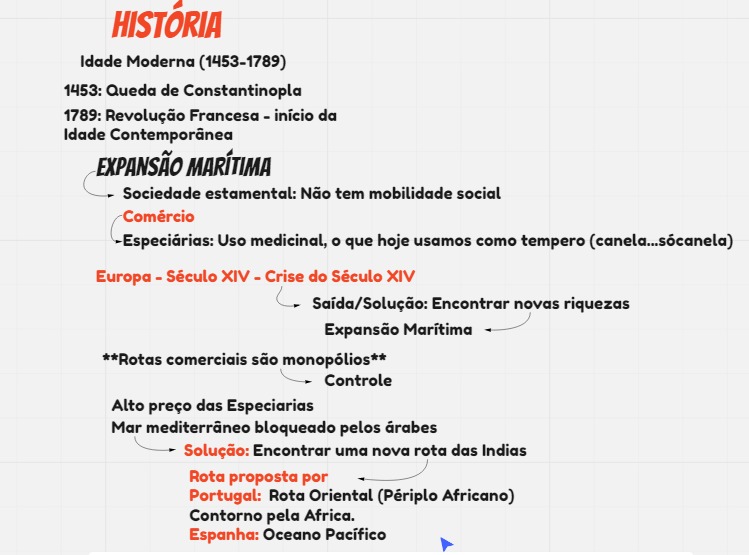 HISTÓRIA
Idade Moderna (1453-1789)
1453: Queda de Constantinopla
1789: Revolução Francesa - início da
Idade Contemporânea
EXPANSÃO MARÍTIMA
Sociedade estamental: Não tem mobilidade social
Comércio
Especiárias: Uso medicinal, o que hoje usamos como tempero (canela...sócanela)
Europa - Século XIV - Crise do Século XIV
Saída/Solução: Encontrar novas riquezas
Expansão Marítima
**Rotas comerciais são monopólios**
Controle
Alto preço das Especiarias
Mar mediterrâneo bloqueado pelos árabes
Solução: Encontrar uma nova rota das Indias
Rota proposta por
Portugal: Rota Oriental (Périplo Africano)
Contorno pela Africa.
Espanha: Oceano Pacífico